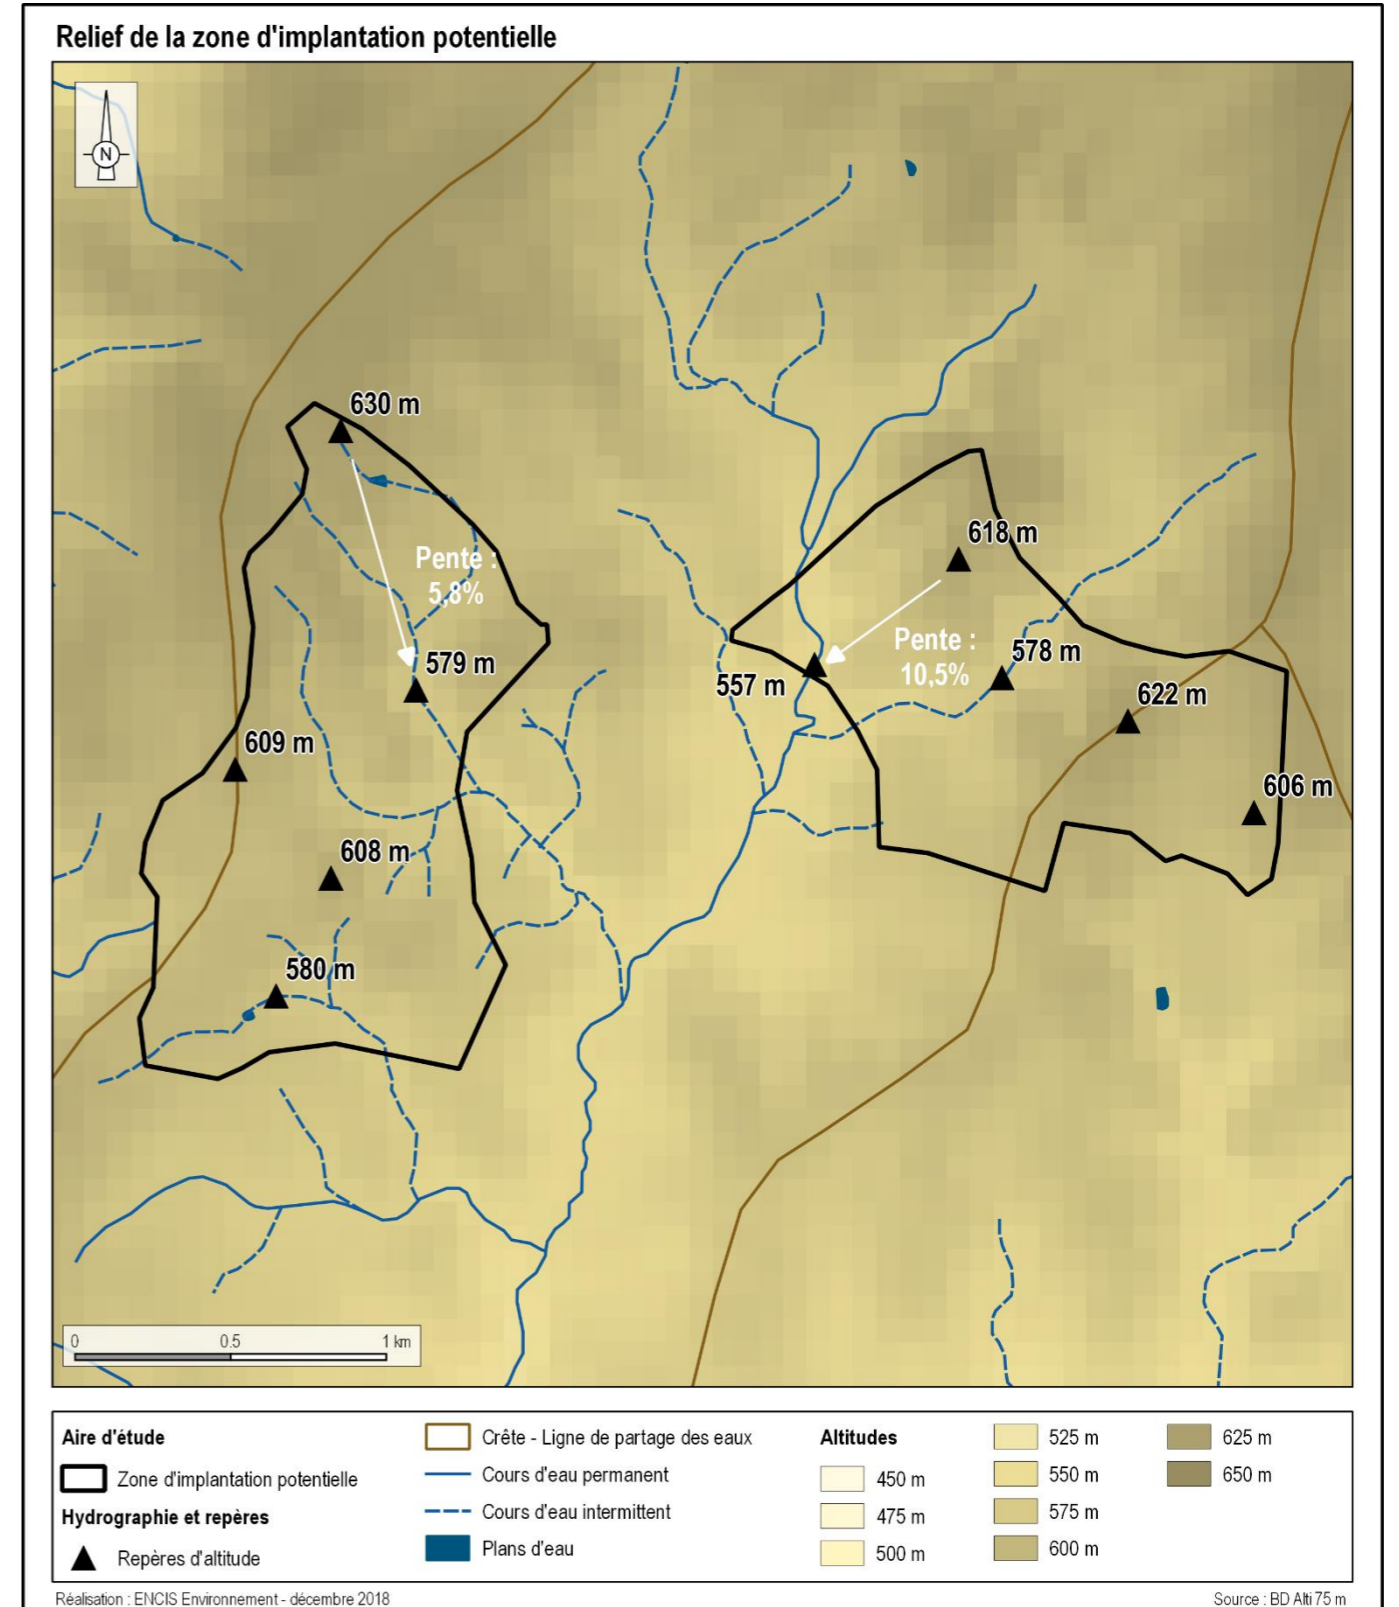 Relief de la zone d'implantation potentielle
N
630 m
Pente :
5,8%
618 m
579 m
Pente :
10,5%
578 m
557 m
622 m
609 m
606 m
608 m
580 m
0 0.5 1 km
Aire d'étude
Zone d'implantation potentielle
Hydrographie et repères
Repères d'altitude
Crête - Ligne de partage des eaux
Cours d'eau permanent
Cours d'eau intermittent
Plans d'eau
Altitudes
450 m
475 m
500 m
525 m
550 m
575 m
600 m
625 m
650 m
Réalisation : ENCIS Environnement - décembre 2018
Source : BD Alti 75 m